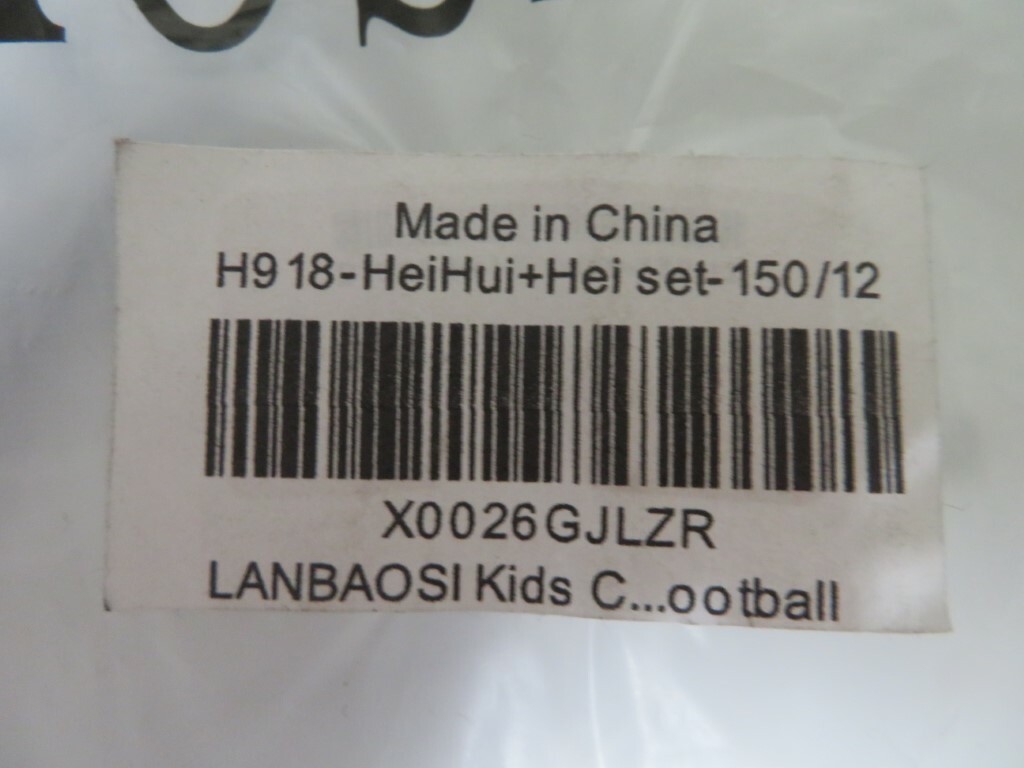 Made in China
H918-HeiHui+Hei set-150/12
X0026GJLZR
LANBAOSI Kids C...ootball